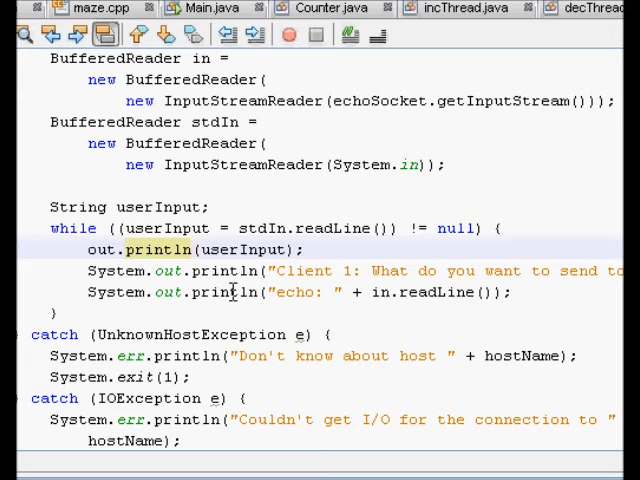 maze.cpp Main.java Counter.java incThread.java decThread
BufferedReader in =
new BufferedReader(
new InputStreamReader(echoSocket.getInputStream()));
BufferedReader stdIn =
new BufferedReader(
new InputStreamReader(System.in));
String userInput;
while ((userInput = stdIn.readLine()) != null) {
out.println(userInput);
System.out.println("Client 1: What do you want to send to
System.out.println("echo: " + in.readLine());
}
catch (UnknownHostException e) {
System.err.println("Don't know about host " + hostName);
System.exit(1);
catch (IOException e) {
System.err.println("Couldn't get I/O for the connection to "
hostName);